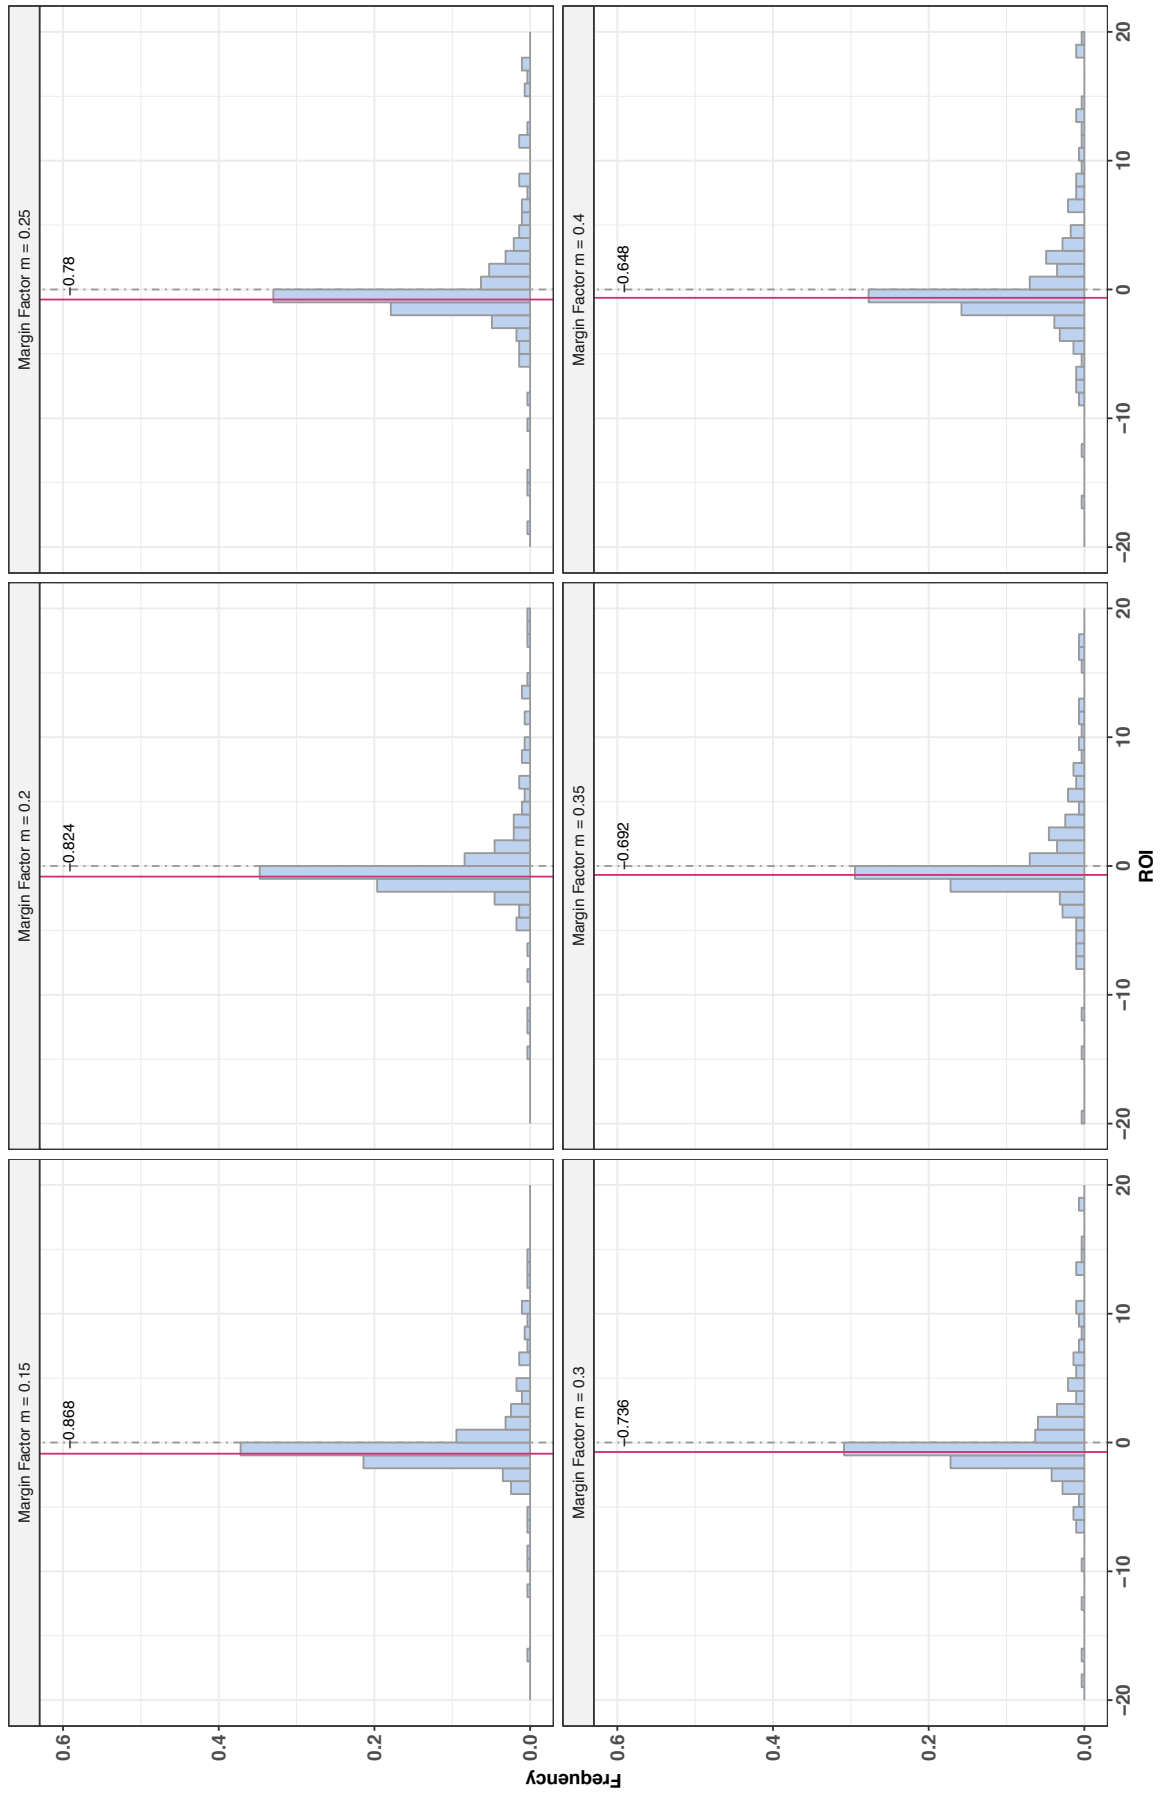 Margin Factor m = 0.15
Margin Factor m = 0.2
Margin Factor m = 0.25
−0.868
−0.824
−0.78
0.6
0.4
0.2
0.0
Margin Factor m = 0.3
Margin Factor m = 0.35
Margin Factor m = 0.4
−0.736
−0.692
−0.648
0.6
0.4
0.2
0.0
−20 −10 0 10 20
−20 −10 0 10 20
−20 −10 0 10 20
ROI
Frequency